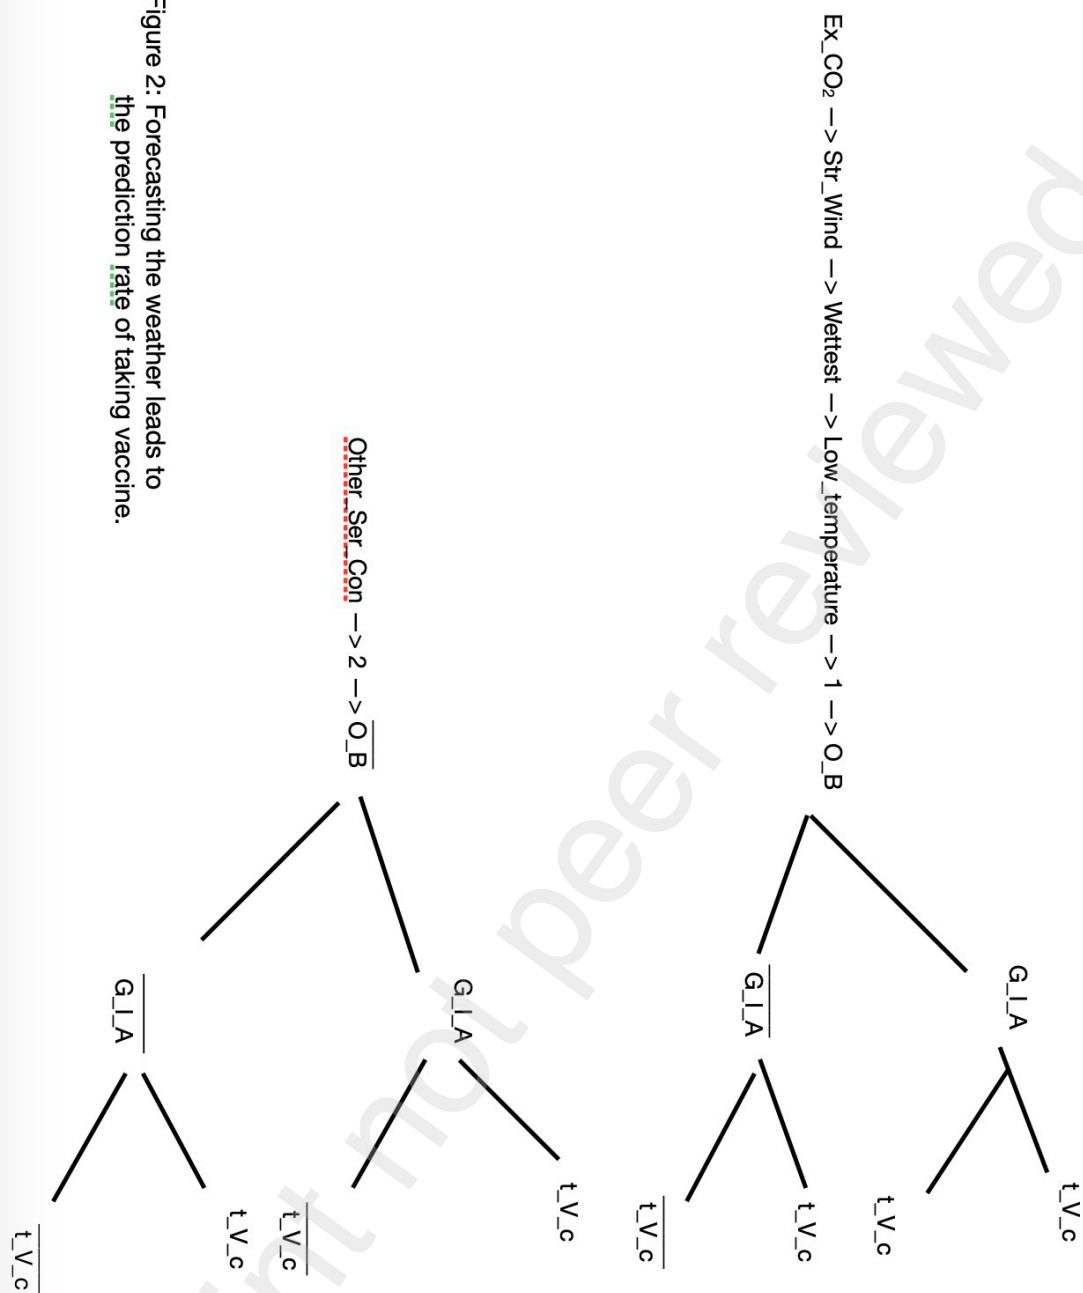 t_V_c
G_I_A
t_V_c
Ex_CO₂ —> Str_Wind —> Wettest —> Low_temperature —> 1 —> O_B
t_V_c
G_I_A
t_V_c
t_V_c
G_I_A
Other_Ser_Con —> 2 —> O_B
t_V_c
t_V_c
G_I_A
t_V_c
Figure 2: Forecasting the weather leads to
the prediction rate of taking vaccine.
not peer reviewed